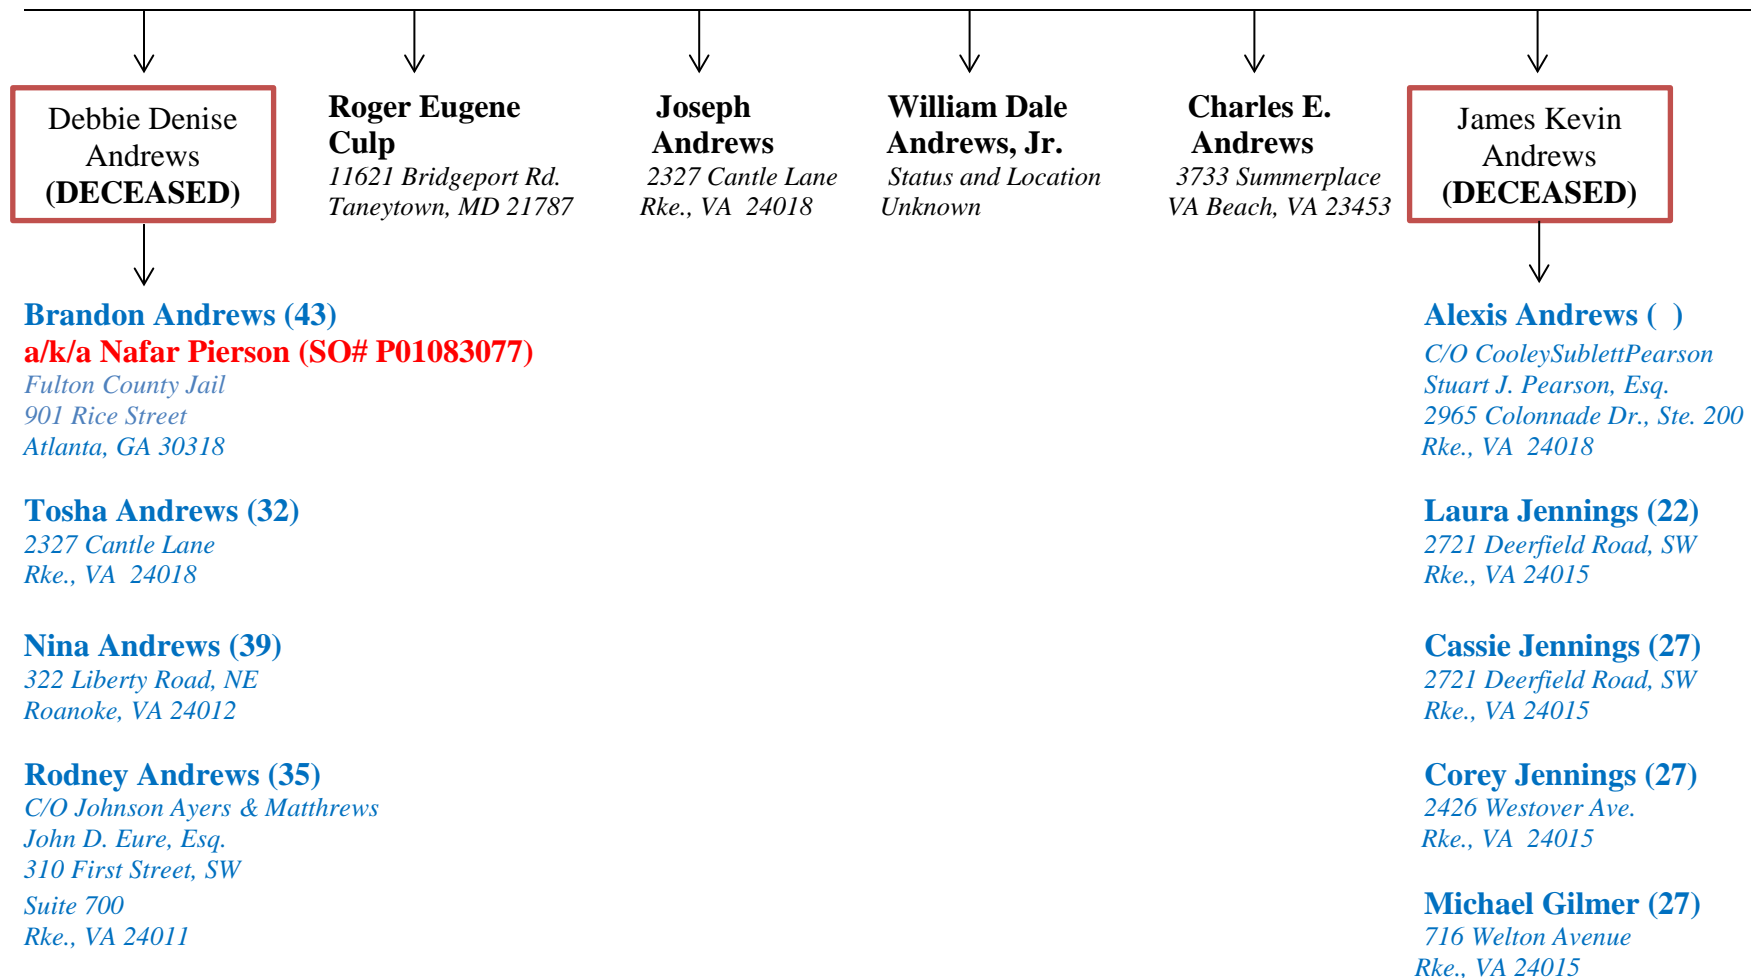 Debbie Denise
Andrews
(DECEASED)
Roger Eugene
Culp
11621 Bridgeport Rd.
Taneytown, MD 21787
Joseph
Andrews
2327 Cantle Lane
Rke., VA  24018
William Dale
Andrews, Jr.
Status and Location
Unknown
Charles E.
Andrews
3733 Summerplace
VA Beach, VA 23453
James Kevin
Andrews
(DECEASED)
Brandon Andrews (43)
a/k/a Nafar Pierson (SO# P01083077)
Fulton County Jail
901 Rice Street
Atlanta, GA 30318
Tosha Andrews (32)
2327 Cantle Lane
Rke., VA  24018
Nina Andrews (39)
322 Liberty Road, NE
Roanoke, VA 24012
Rodney Andrews (35)
C/O Johnson Ayers & Matthrews
John D. Eure, Esq.
310 First Street, SW
Suite 700
Rke., VA 24011
Alexis Andrews (  )
C/O CooleySublettPearson
Stuart J. Pearson, Esq.
2965 Colonnade Dr., Ste. 200
Rke., VA  24018
Laura Jennings (22)
2721 Deerfield Road, SW
Rke., VA 24015
Cassie Jennings (27)
2721 Deerfield Road, SW
Rke., VA 24015
Corey Jennings (27)
2426 Westover Ave.
Rke., VA  24015
Michael Gilmer (27)
716 Welton Avenue
Rke., VA 24015